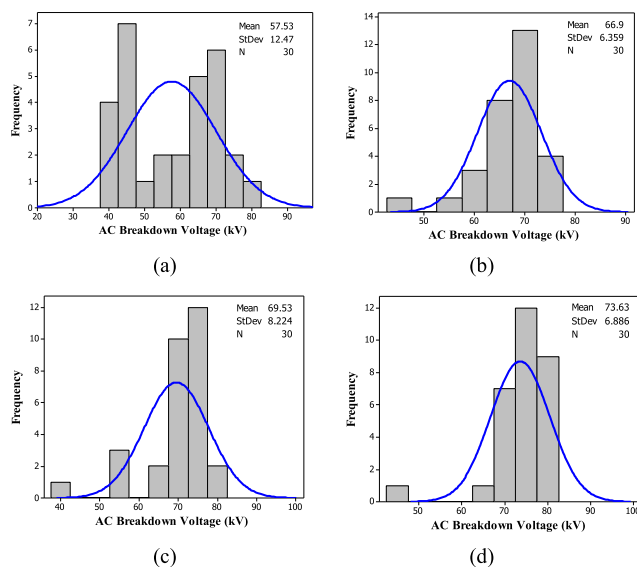 Mean 57.53
StDev 12.47
N 30
7
6
5
4
3
2
1
0
Frequency
20 30 40 50 60 70 80 90
AC Breakdown Voltage (kV)
(a)
Mean 66.9
StDev 6.359
N 30
14
12
10
8
6
4
2
0
Frequency
50 60 70 80 90
AC Breakdown Voltage (kV)
(b)
Mean 69.53
StDev 8.224
N 30
12
10
8
6
4
2
0
Frequency
40 50 60 70 80 90 100
AC Breakdown Voltage (kV)
(c)
Mean 73.63
StDev 6.886
N 30
12
10
8
6
4
2
0
Frequency
50 60 70 80 90 100
AC Breakdown Voltage (kV)
(d)